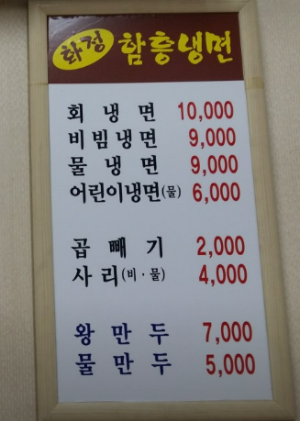 화정 함흥냉면
회냉면 10,000
비빔냉면 9,000
물냉면 9,000
어린이냉면(물) 6,000
곱빼기 2,000
사리(비·물) 4,000
왕만두 7,000
물만두 5,000